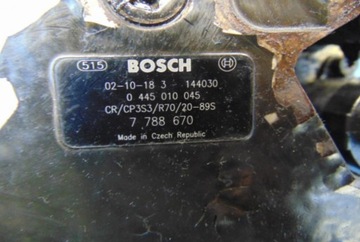 515 BOSCH
02-10-18 3 144030
0 445 010 045
CR/CP3S3/R70/20-89S
7 788 670
Made in Czech Republic